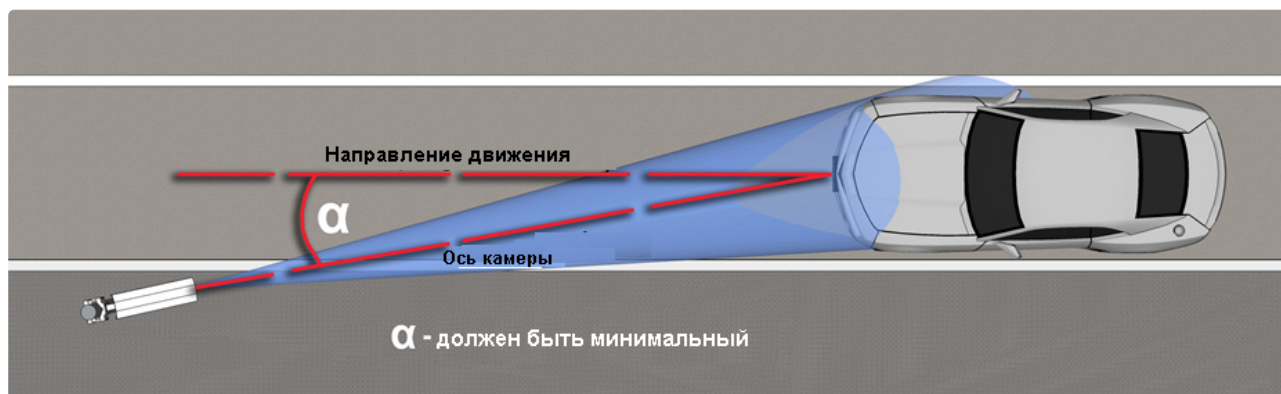 Направление движения
α
Ось камеры
α - должен быть минимальный